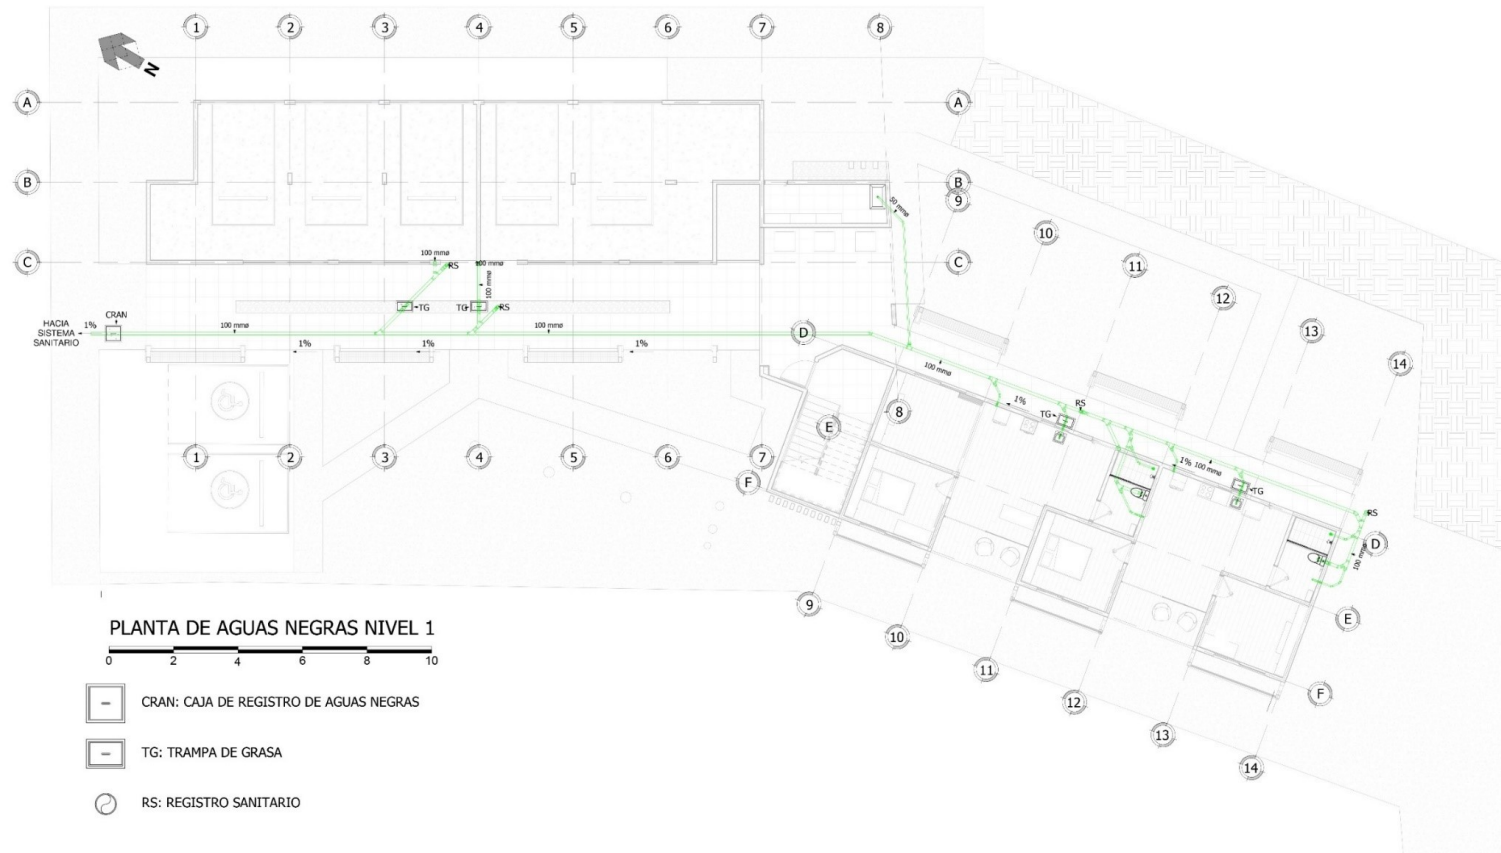 1 2 3 4 5 6 7 8
N
A A
B B
9
50 mmø
10
C C
11
100 mmø
RS
100 mmø
100 mmø
12
TG TG RS
13
HACIA
SISTEMA
SANITARIO
1%
CRAN
100 mmø 100 mmø
D
1% 1% 1%
14
100 mmø
1%
RS
TG
8
E
1 2 3 4 5 6 7
F
1%
100 mmø
TG
RS
D
100 mmø
9
10
11
12
13
14
E
F
PLANTA DE AGUAS NEGRAS NIVEL 1
0 2 4 6 8 10
CRAN: CAJA DE REGISTRO DE AGUAS NEGRAS
TG: TRAMPA DE GRASA
RS: REGISTRO SANITARIO